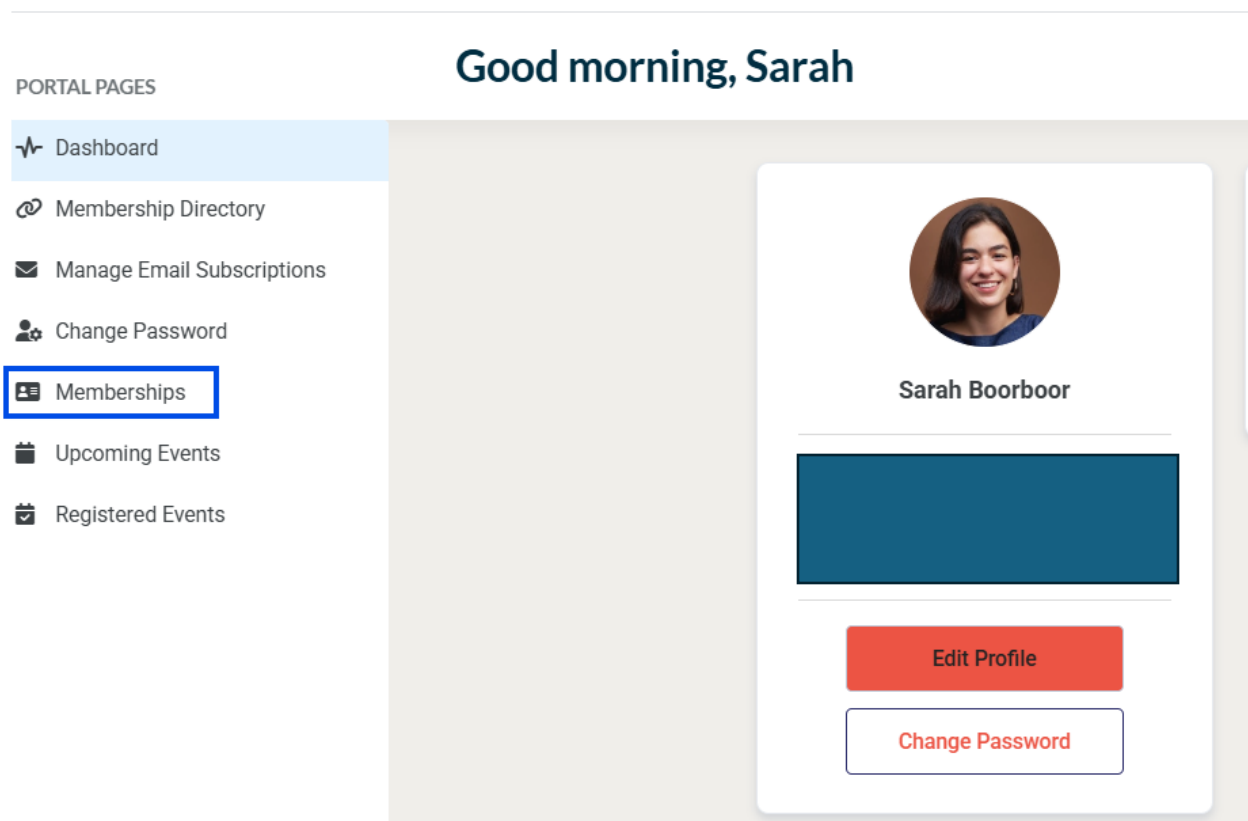 Good morning, Sarah
PORTAL PAGES
Dashboard
Membership Directory
Manage Email Subscriptions
Change Password
Memberships
Upcoming Events
Registered Events
Sarah Boorboor
Edit Profile
Change Password